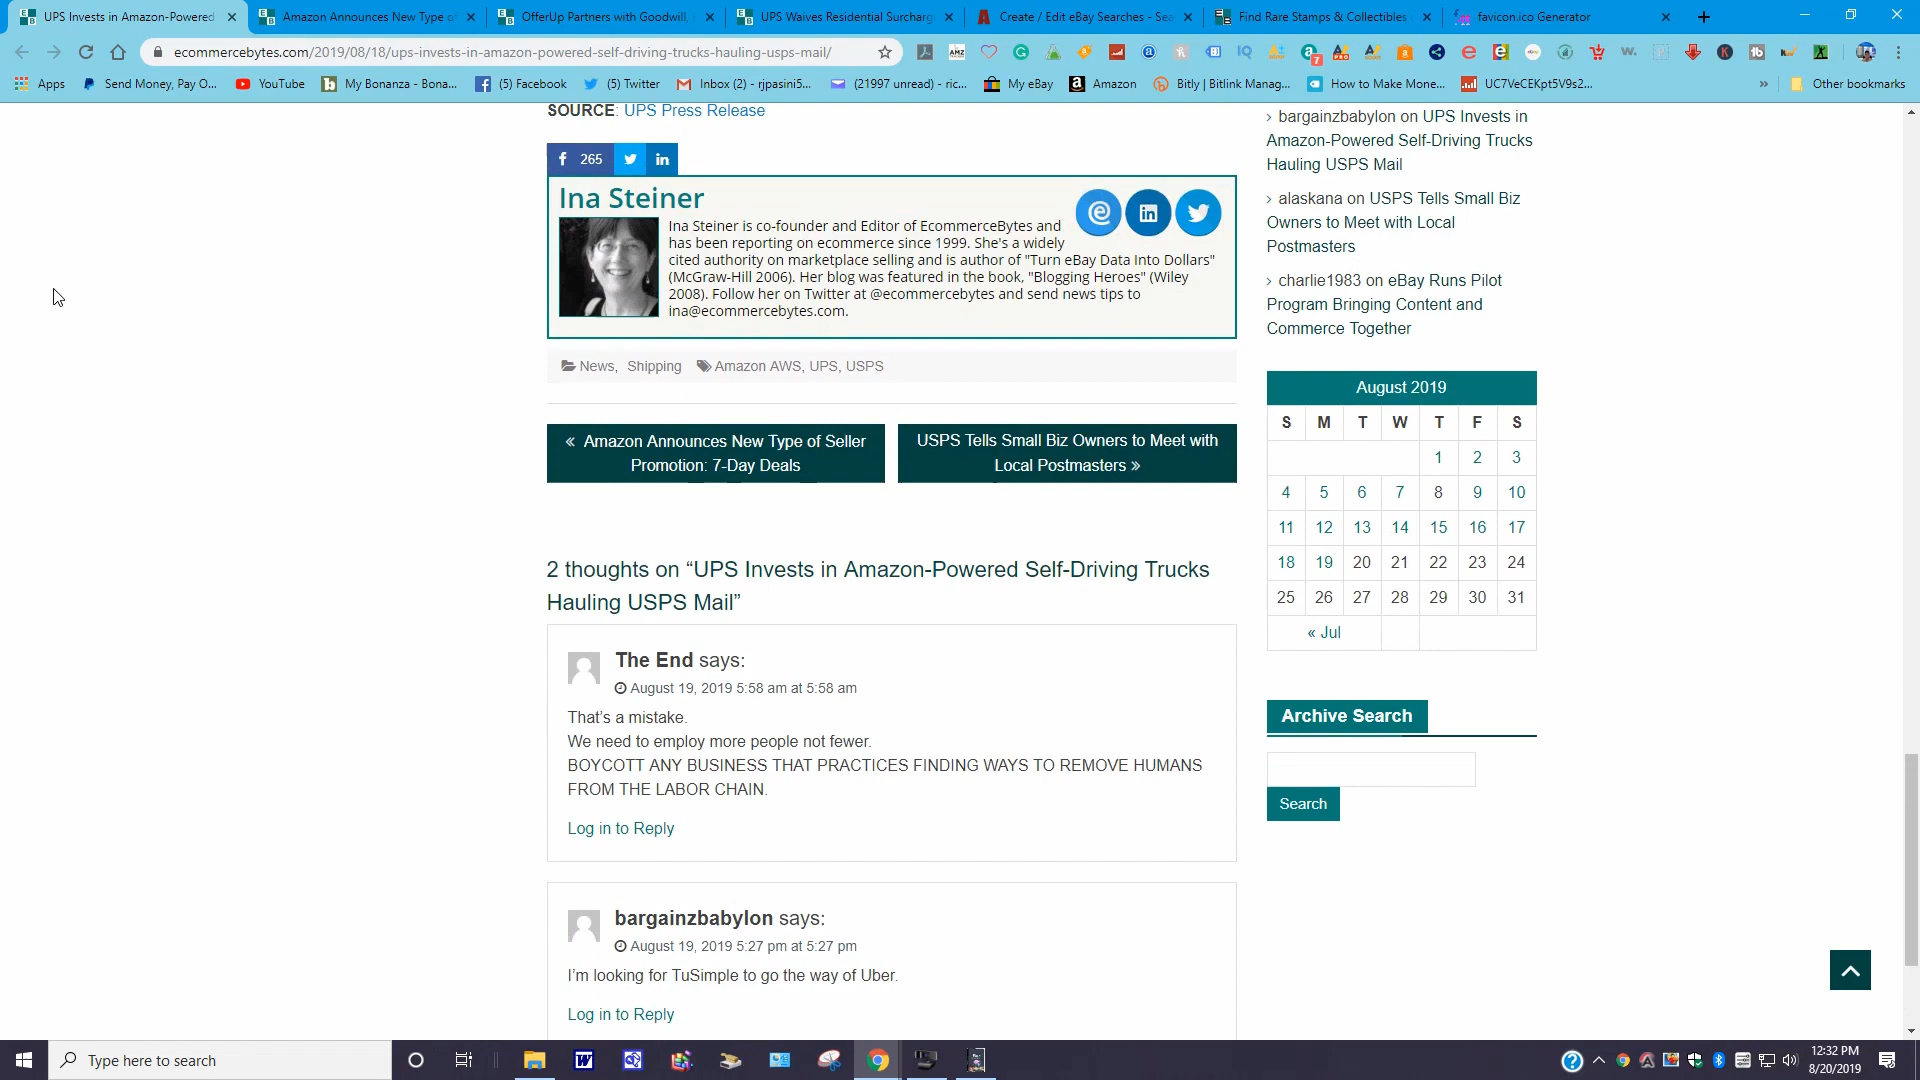 UPS Invests in Amazon-Powered
Amazon Announces New Type of
OfferUp Partners with Goodwill,
UPS Waives Residential Surcharg
Create / Edit eBay Searches - Sea
Find Rare Stamps & Collectibles
favicon.ico Generator
ecommercebytes.com/2019/08/18/ups-invests-in-amazon-powered-self-driving-trucks-hauling-usps-mail/
Apps
Send Money, Pay O...
YouTube
My Bonanza - Bona...
(5) Facebook
(5) Twitter
Inbox (2) - rjpasini5...
(21997 unread) - ric...
My eBay
Amazon
Bitly | Bitlink Manag...
How to Make Mone...
UC7VeCEKpt5V9s2...
»
Other bookmarks
SOURCE: UPS Press Release
265
Ina Steiner
Ina Steiner is co-founder and Editor of EcommerceBytes and
has been reporting on ecommerce since 1999. She's a widely
cited authority on marketplace selling and is author of "Turn eBay Data Into Dollars"
(McGraw-Hill 2006). Her blog was featured in the book, "Blogging Heroes" (Wiley
2008). Follow her on Twitter at @ecommercebytes and send news tips to
ina@ecommercebytes.com.
News, Shipping Amazon AWS, UPS, USPS
« Amazon Announces New Type of Seller
Promotion: 7-Day Deals
USPS Tells Small Biz Owners to Meet with
Local Postmasters »
2 thoughts on “UPS Invests in Amazon-Powered Self-Driving Trucks
Hauling USPS Mail”
The End says:
August 19, 2019 5:58 am at 5:58 am
That’s a mistake.
We need to employ more people not fewer.
BOYCOTT ANY BUSINESS THAT PRACTICES FINDING WAYS TO REMOVE HUMANS
FROM THE LABOR CHAIN.
Log in to Reply
bargainzbabylon says:
August 19, 2019 5:27 pm at 5:27 pm
I’m looking for TuSimple to go the way of Uber.
Log in to Reply
› bargainzbabylon on UPS Invests in
Amazon-Powered Self-Driving Trucks
Hauling USPS Mail
› alaskana on USPS Tells Small Biz
Owners to Meet with Local
Postmasters
› charlie1983 on eBay Runs Pilot
Program Bringing Content and
Commerce Together
August 2019
S M T W T F S
1 2 3
4 5 6 7 8 9 10
11 12 13 14 15 16 17
18 19 20 21 22 23 24
25 26 27 28 29 30 31
« Jul
Archive Search
Search
Type here to search
12:32 PM
8/20/2019